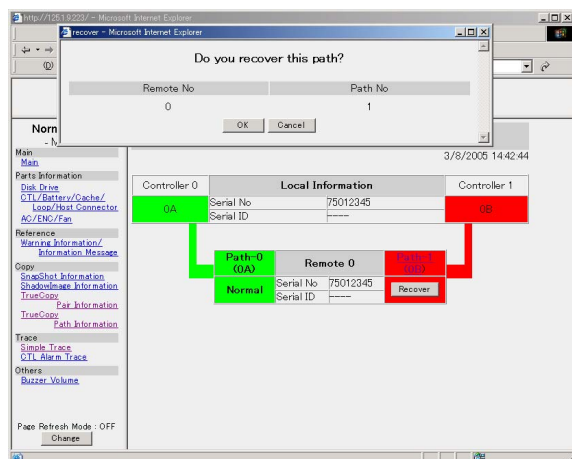 http://125.19.223/ - Microsoft Internet Explorer
recover - Microsoft Internet Explorer
Do you recover this path?
Remote No Path No
0 1
OK Cancel
(D)
Norm
3/8/2005 14:42:44
Main
Main
Parts Information
Disk Drive
CTL/Battery/Cache/
Loop/Host Connector
AC/ENC/Fan
Reference
Warning Information/
Information Message
Copy
SnapShot Information
ShadowImage Information
TrueCopy
Pair Information
TrueCopy
Path Information
Trace
Simple Trace
CTL Alarm Trace
Others
Buzzer Volume
Page Refresh Mode : OFF
Change
Controller 0 Local Information Controller 1
0A Serial No 75012345 0B
Serial ID ----
Path-0 Remote 0 Path-1
(0A) (0B)
Normal Serial No 75012345 Recover
Serial ID ----